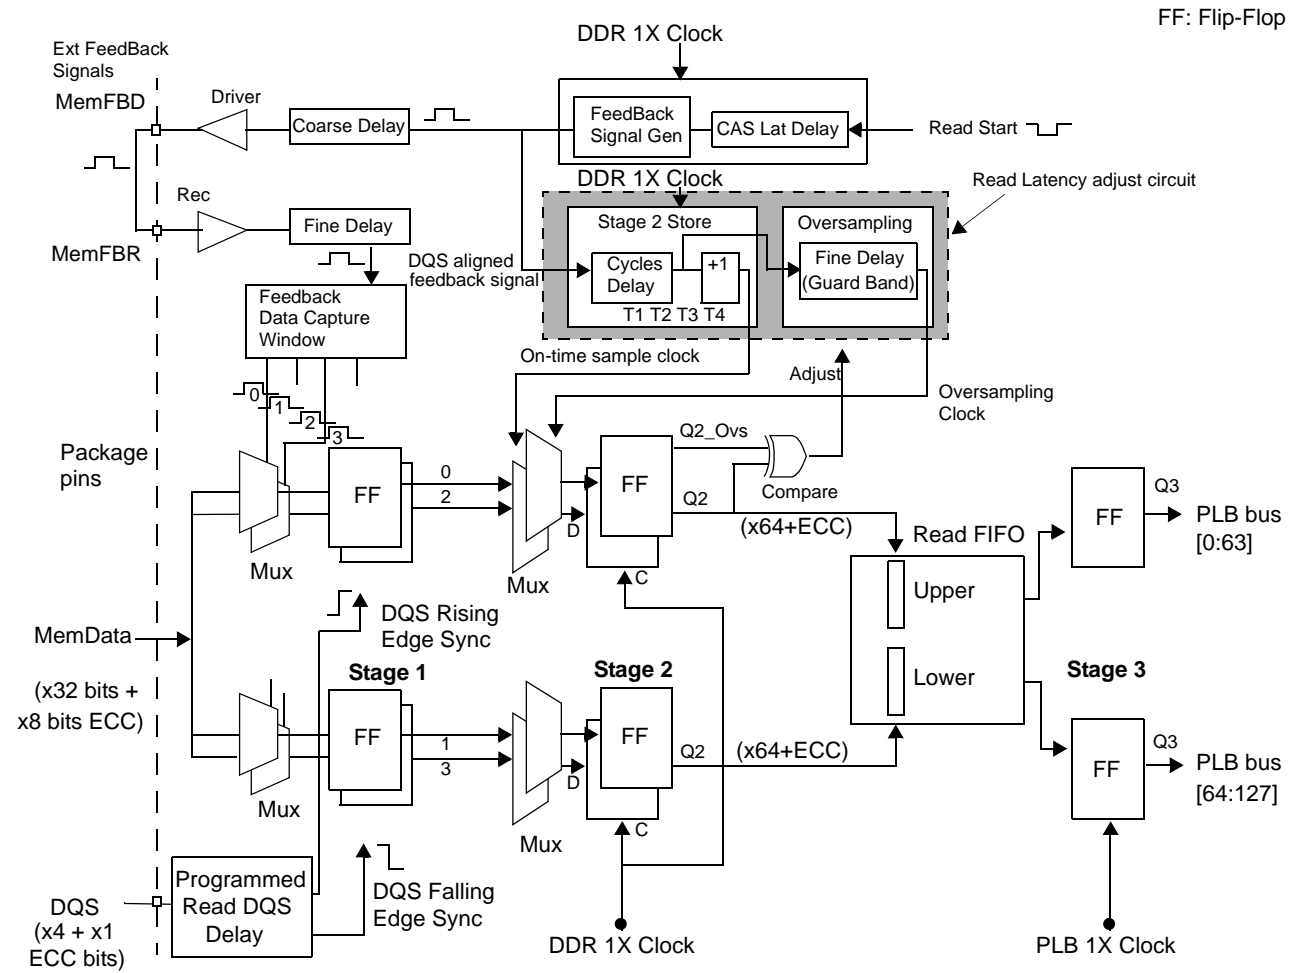 FF: Flip-Flop
DDR 1X Clock
Ext FeedBack
Signals
MemFBD
Driver
Coarse Delay
FeedBack
Signal Gen
CAS Lat Delay
Read Start
DDR 1X Clock
Read Latency adjust circuit
Rec
Fine Delay
MemFBR
DQS aligned
feedback signal
Stage 2 Store
Cycles
Delay
+1
T1 T2 T3 T4
Oversampling
Fine Delay
(Guard Band)
Feedback
Data Capture
Window
On-time sample clock
Adjust
Oversampling
Clock
0
1
2
3
Package
pins
FF
0
2
Mux
Mux
FF
D
C
Q2_Ovs
Q2
Compare
(x64+ECC)
Read FIFO
Upper
Lower
FF
Q3
PLB bus
[0:63]
MemData
(x32 bits +
x8 bits ECC)
DQS Rising
Edge Sync
Stage 1
Stage 2
Stage 3
FF
1
3
Mux
Mux
FF
D
C
Q2
(x64+ECC)
FF
Q3
PLB bus
[64:127]
Programmed
Read DQS
Delay
DQS
(x4 + x1
ECC bits)
DQS Falling
Edge Sync
DDR 1X Clock
PLB 1X Clock